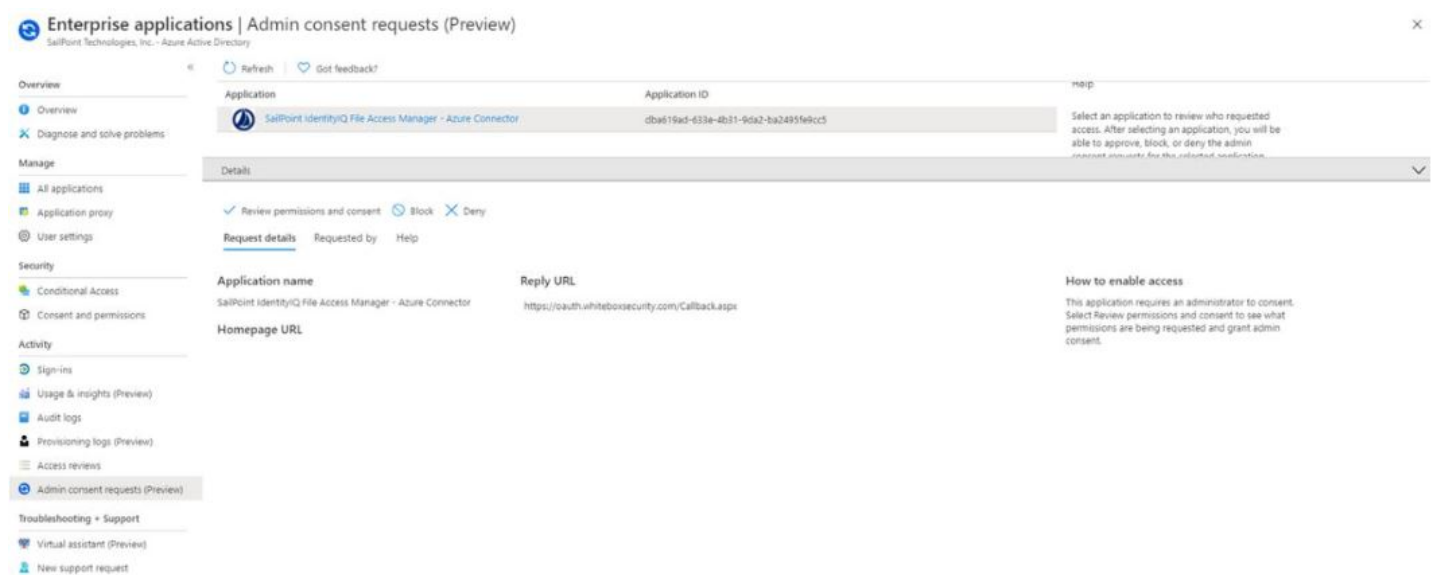 Enterprise applications | Admin consent requests (Preview)
SailPoint Technologies, Inc. - Azure Active Directory
Overview
Overview
Diagnose and solve problems
Manage
All applications
Application proxy
User settings
Security
Conditional Access
Consent and permissions
Activity
Sign-ins
Usage & insights (Preview)
Audit logs
Provisioning logs (Preview)
Access reviews
Admin consent requests (Preview)
Troubleshooting + Support
Virtual assistant (Preview)
New support request
Refresh
Got feedback?
Application
Application ID
SailPoint IdentityIQ File Access Manager - Azure Connector
dba619ad-633e-4b31-9da2-ba2495fe9cc5
Help
Select an application to review who requested
access. After selecting an application, you will be
able to approve, block, or deny the admin
consent requests for the selected application
Details
Review permissions and consent
Block
Deny
Request details
Requested by
Help
Application name
SailPoint IdentityIQ File Access Manager - Azure Connector
Homepage URL
Reply URL
https://oauth.whiteboxsecurity.com/Callback.aspx
How to enable access
This application requires an administrator to consent.
Select Review permissions and consent to see what
permissions are being requested and grant admin
consent.